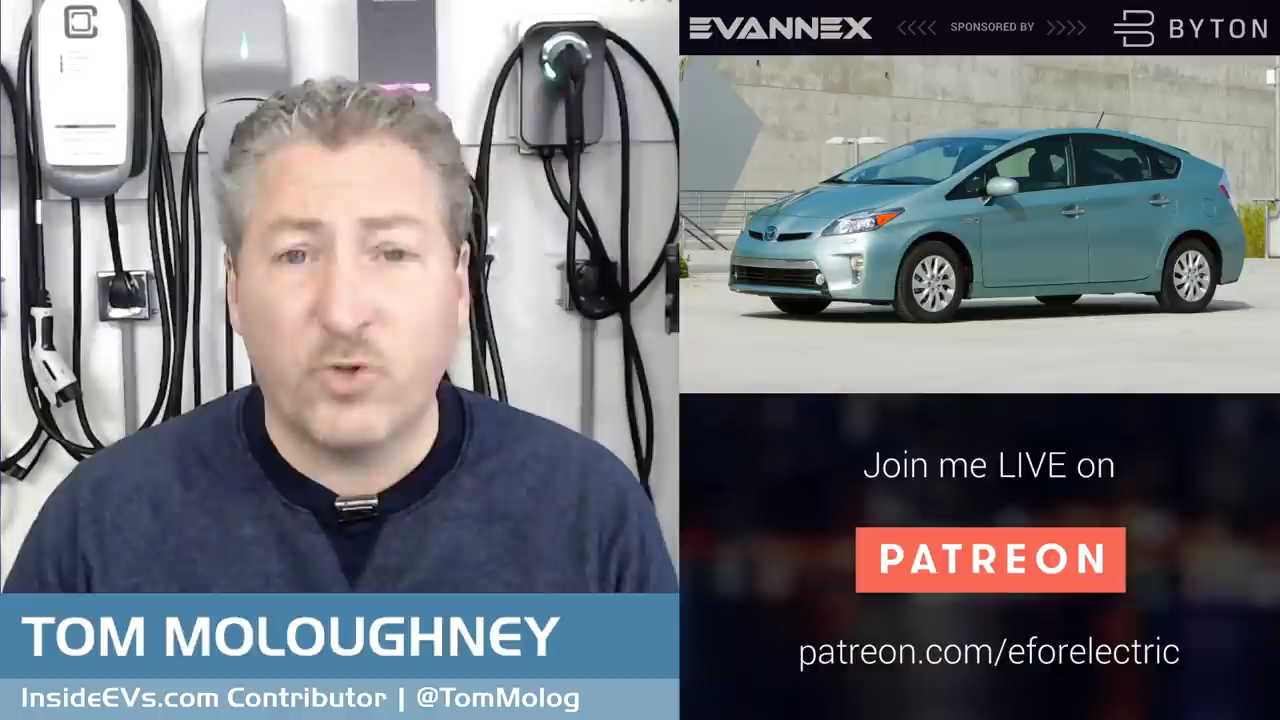 EVANNEX
SPONSORED BY
BYTON
Join me LIVE on
PATREON
patreon.com/eforelectric
TOM MOLOUGHNEY
InsideEVs.com Contributor | @TomMolog